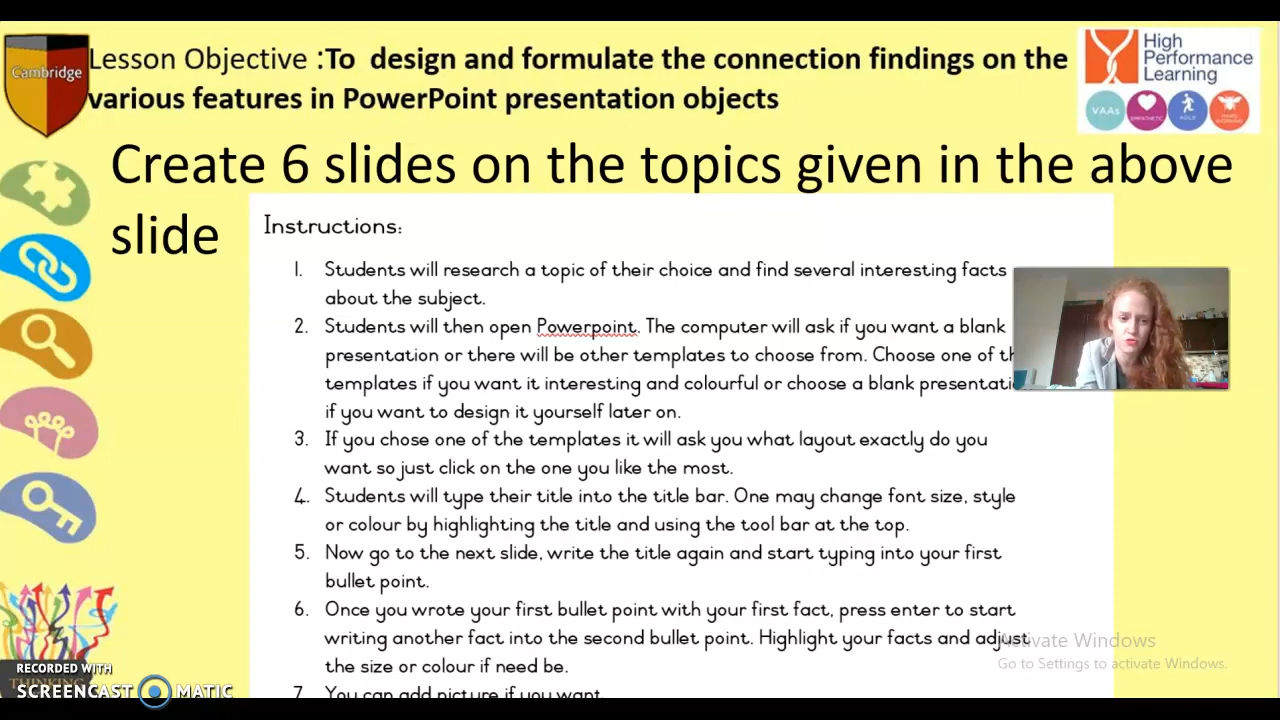 Lesson Objective :To design and formulate the connection findings on the
various features in PowerPoint presentation objects
Cambridge
High
Performance
Learning
VAAs
EMPATHETIC
AGILE
HARD-WORKING
Create 6 slides on the topics given in the above
slide
Instructions:
1. Students will research a topic of their choice and find several interesting facts
about the subject.
2. Students will then open Powerpoint. The computer will ask if you want a blank
presentation or there will be other templates to choose from. Choose one of th
templates if you want it interesting and colourful or choose a blank presentati
if you want to design it yourself later on.
3. If you chose one of the templates it will ask you what layout exactly do you
want so just click on the one you like the most.
4. Students will type their title into the title bar. One may change font size, style
or colour by highlighting the title and using the tool bar at the top.
5. Now go to the next slide, write the title again and start typing into your first
bullet point.
6. Once you wrote your first bullet point with your first fact, press enter to start
writing another fact into the second bullet point. Highlight your facts and adjust
the size or colour if need be.
7. You can add picture if you want.
Activate Windows
Go to Settings to activate Windows.
RECORDED WITH
THINKING
SCREENCAST MATIC